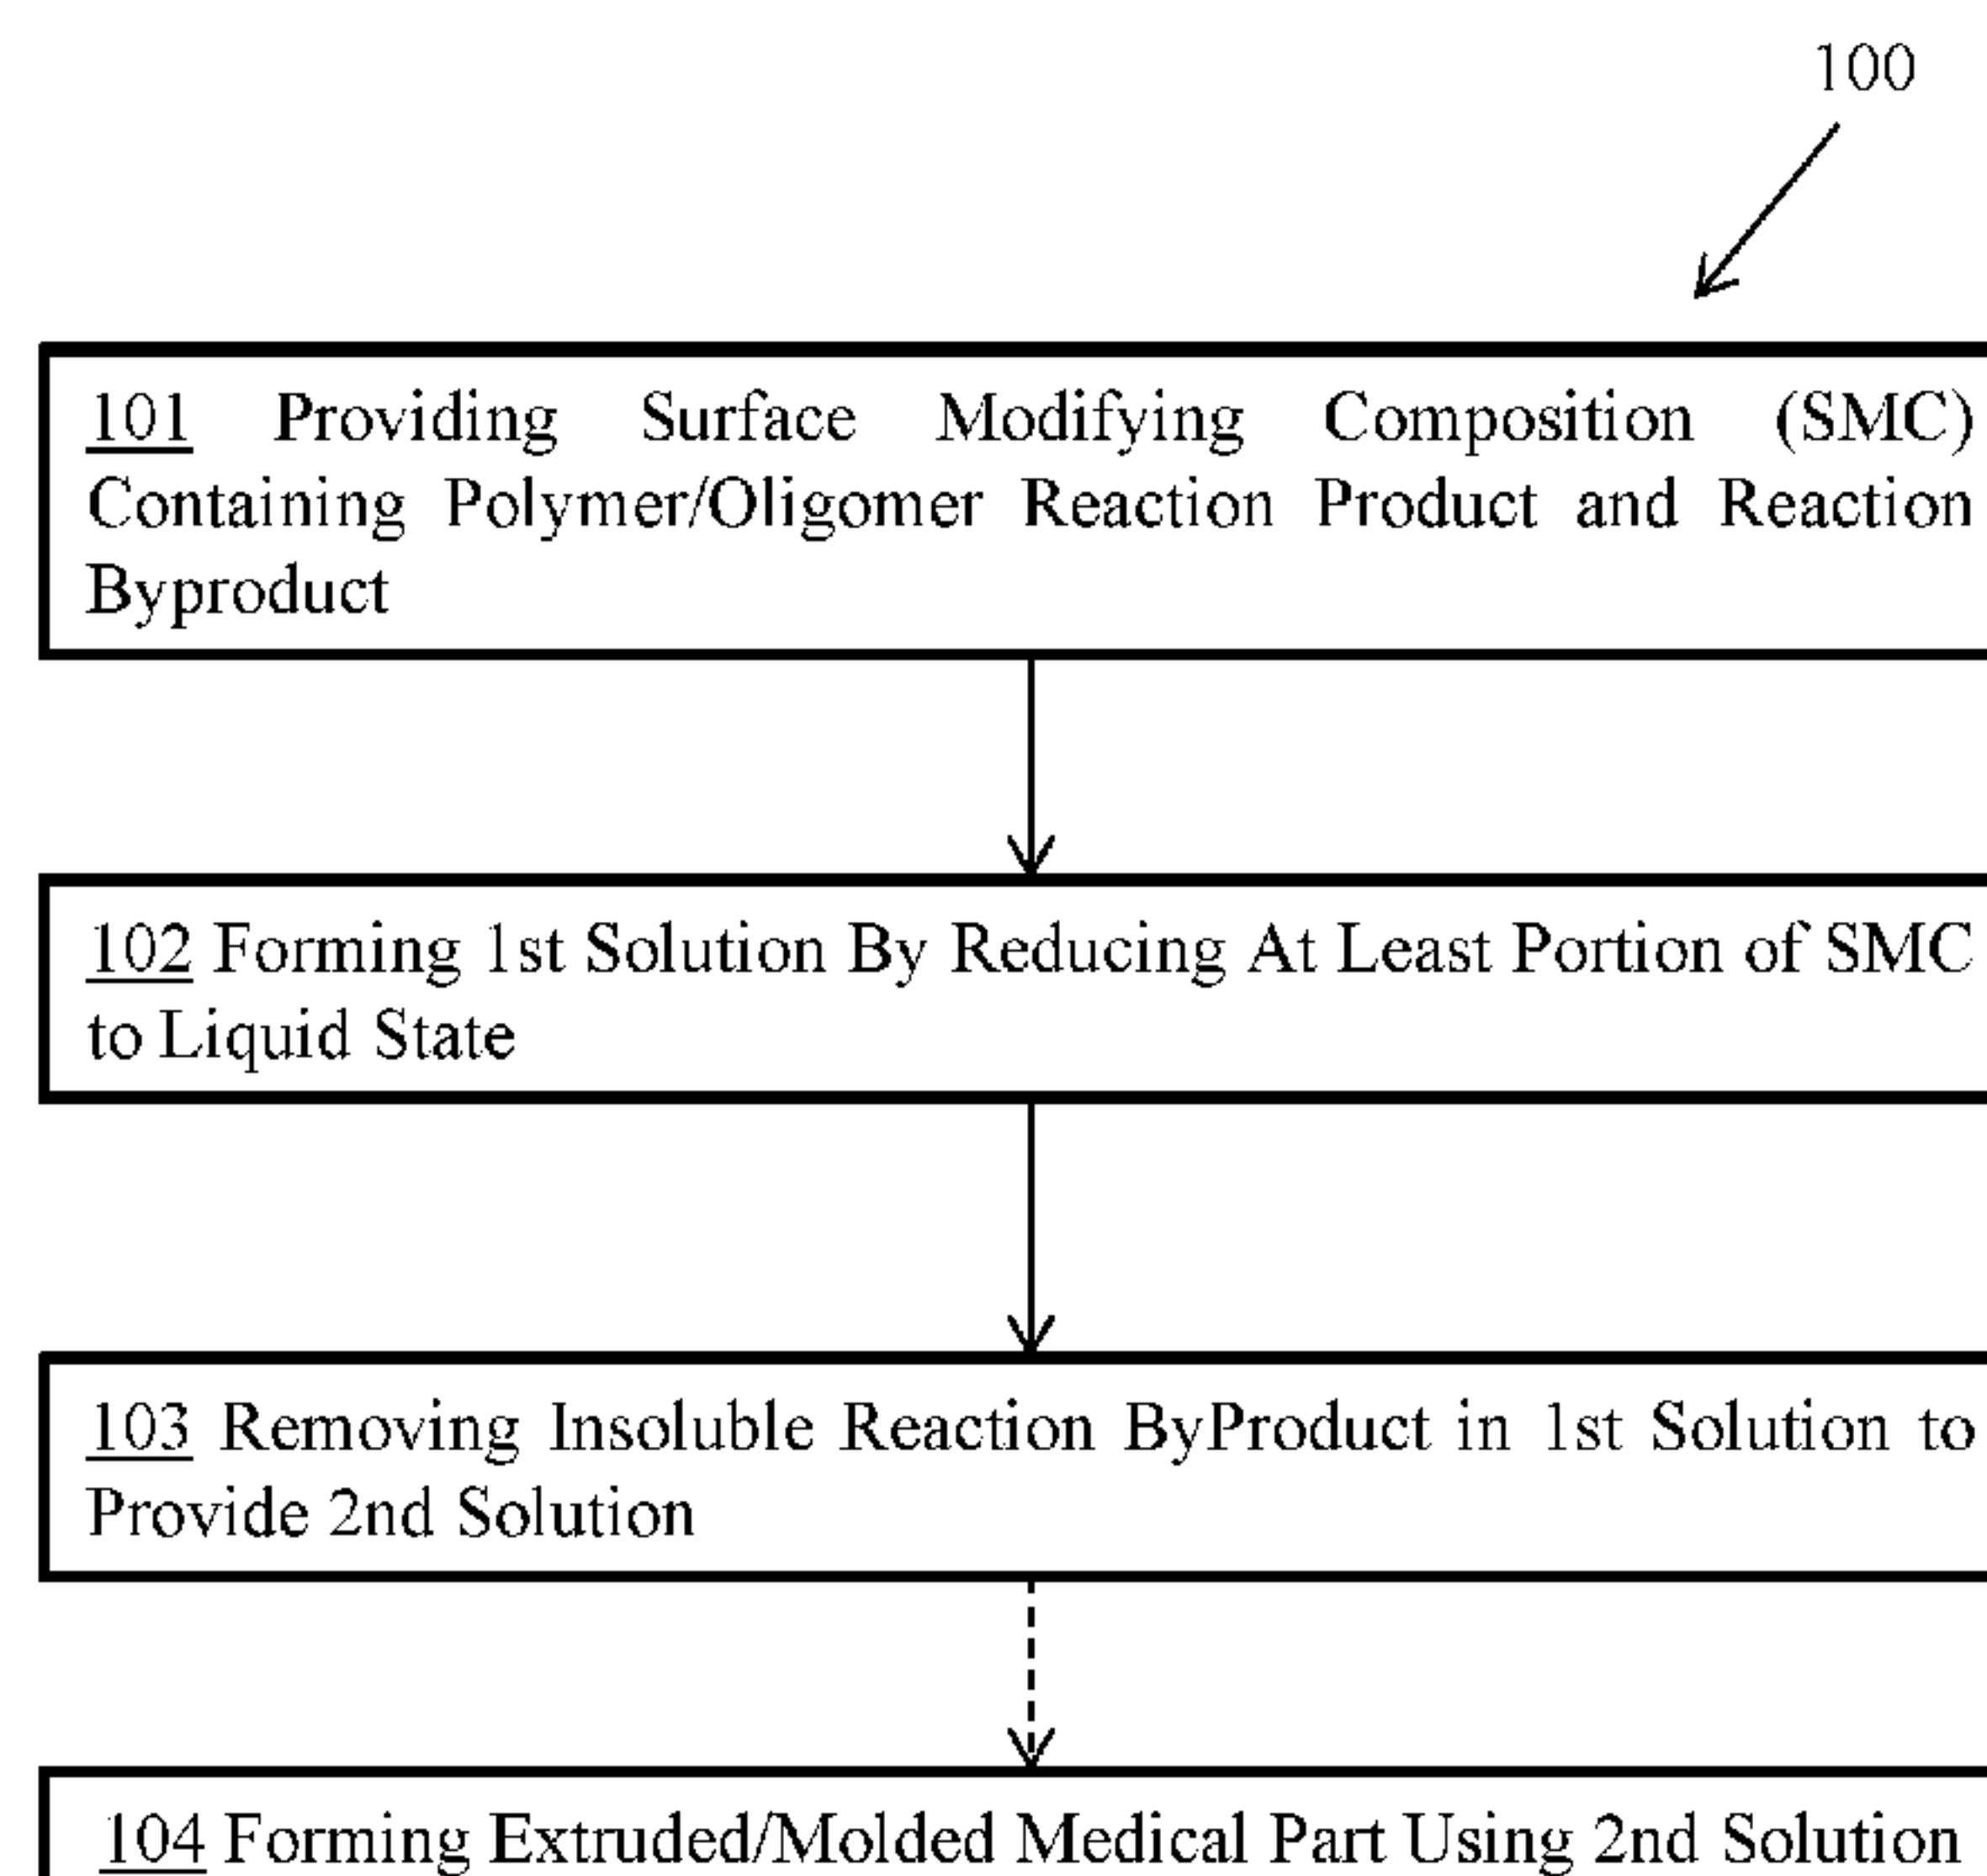 100
101 Providing Surface Modifying Composition (SMC)
Containing Polymer/Oligomer Reaction Product and Reaction
Byproduct
102 Forming 1st Solution By Reducing At Least Portion of SMC
to Liquid State
103 Removing Insoluble Reaction ByProduct in 1st Solution to
Provide 2nd Solution
104 Forming Extruded/Molded Medical Part Using 2nd Solution